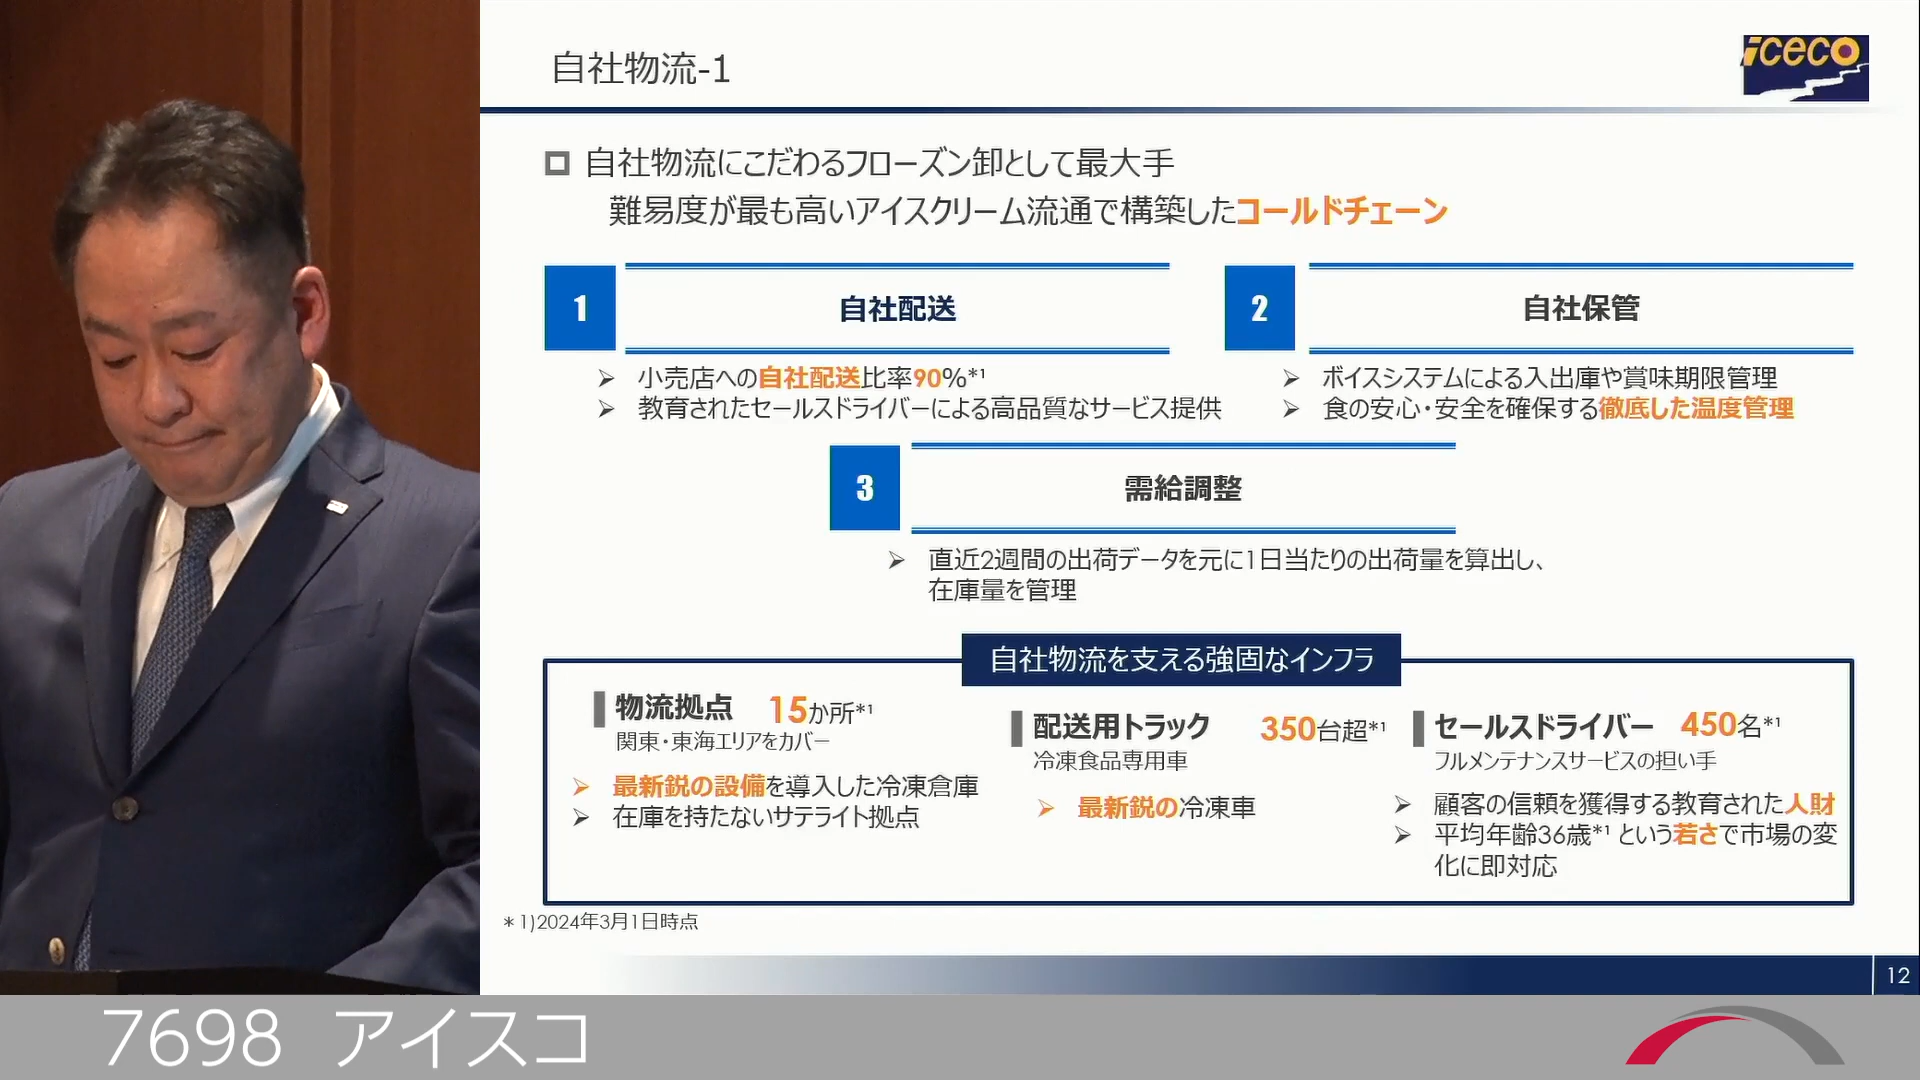 自社物流-1
iceco
自社物流にこだわるフローズン卸として最大手
難易度が最も高いアイスクリーム流通で構築したコールドチェーン
1
自社配送
小売店への自社配送比率90%*1
教育されたセールスドライバーによる高品質なサービス提供
2
自社保管
ボイスシステムによる入出庫や賞味期限管理
食の安心・安全を確保する徹底した温度管理
3
需給調整
直近2週間の出荷データを元に1日当たりの出荷量を算出し、
在庫量を管理
自社物流を支える強固なインフラ
物流拠点 15か所*1
関東・東海エリアをカバー
最新鋭の設備を導入した冷凍倉庫
在庫を持たないサテライト拠点
配送用トラック 350台超*1
冷凍食品専用車
最新鋭の冷凍車
セールスドライバー 450名*1
フルメンテナンスサービスの担い手
顧客の信頼を獲得する教育された人財
平均年齢36歳*1 という若さで市場の変
化に即対応
*1)2024年3月1日時点
12
7698 アイスコ